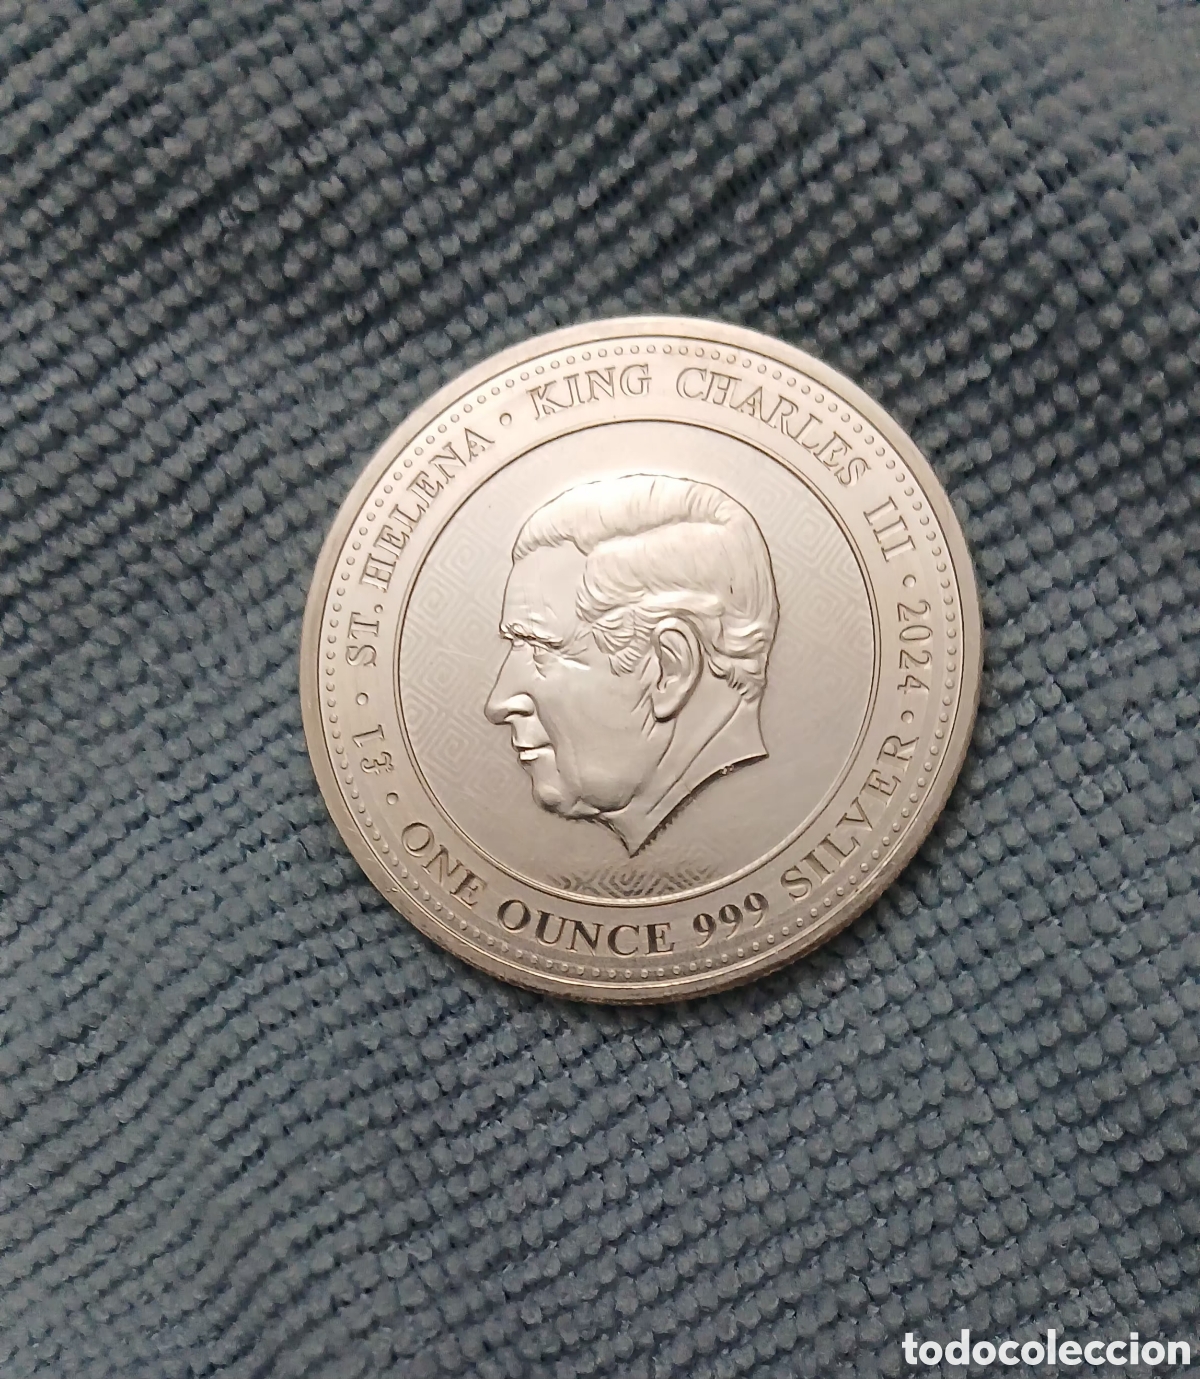 ST. HELENA · KING CHARLES III · 2024 ·
ONE OUNCE 999 SILVER
· £1 ·
todocoleccion